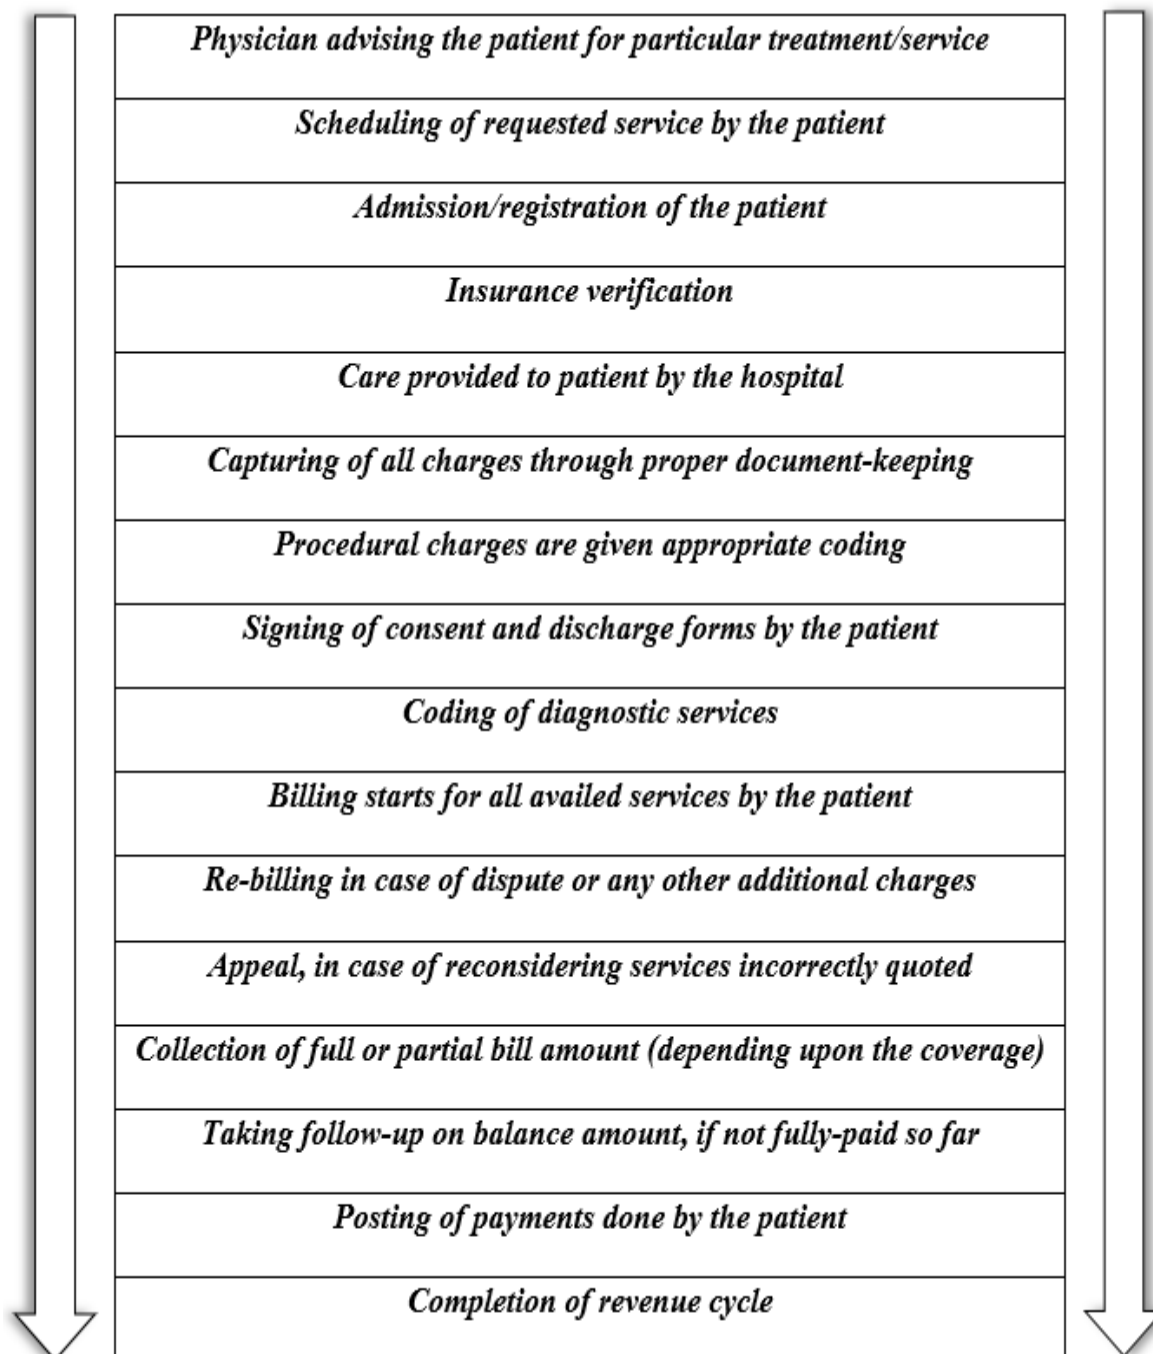 Physician advising the patient for particular treatment/service
Scheduling of requested service by the patient
Admission/registration of the patient
Insurance verification
Care provided to patient by the hospital
Capturing of all charges through proper document-keeping
Procedural charges are given appropriate coding
Signing of consent and discharge forms by the patient
Coding of diagnostic services
Billing starts for all availed services by the patient
Re-billing in case of dispute or any other additional charges
Appeal, in case of reconsidering services incorrectly quoted
Collection of full or partial bill amount (depending upon the coverage)
Taking follow-up on balance amount, if not fully-paid so far
Posting of payments done by the patient
Completion of revenue cycle